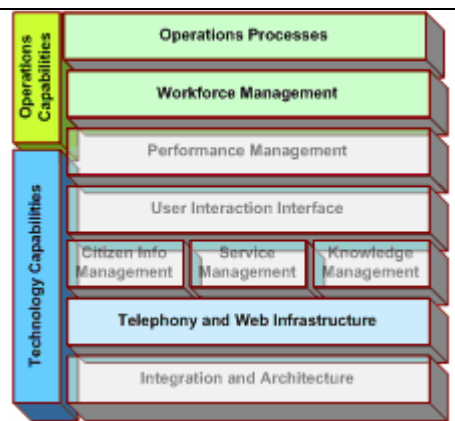 Operations
Capabilities
Operations Processes
Workforce Management
Performance Management
Technology Capabilities
User Interaction Interface
Citizen Info
Management
Service
Management
Knowledge
Management
Telephony and Web Infrastructure
Integration and Architecture